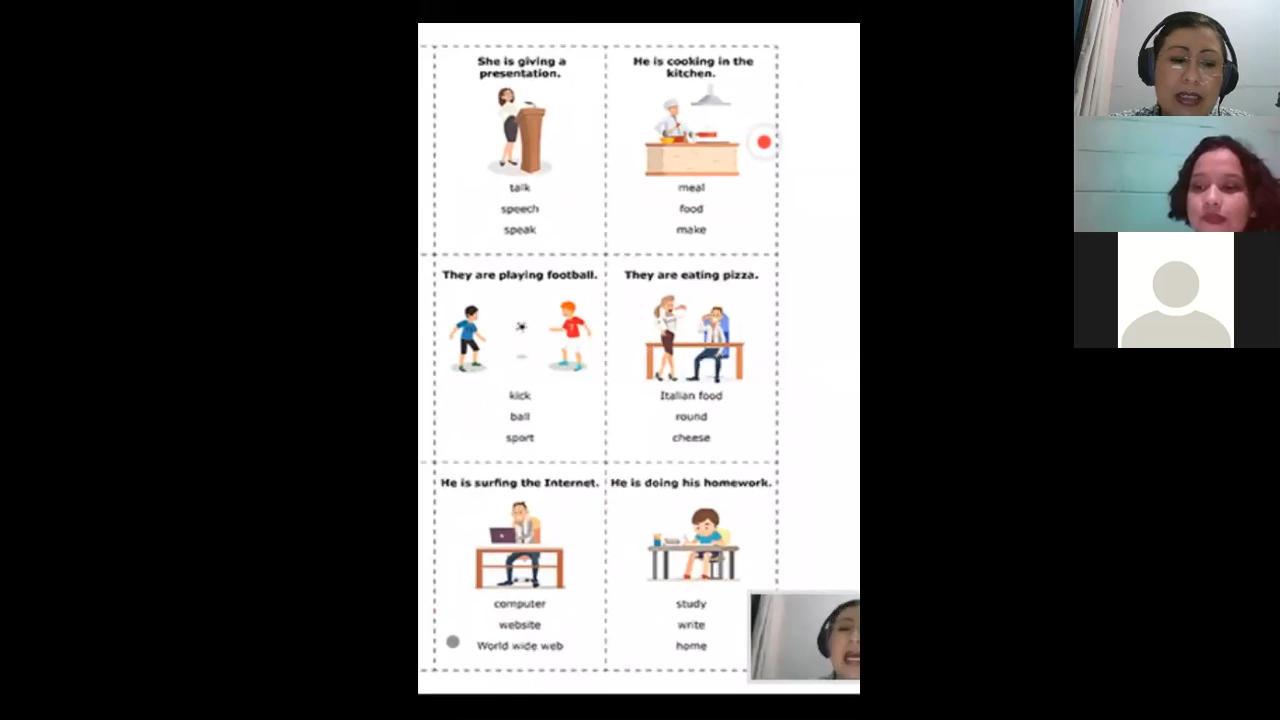 She is giving a
presentation.
talk
speech
speak
He is cooking in the
kitchen.
meal
food
make
They are playing football.
kick
ball
sport
They are eating pizza.
Italian food
round
cheese
He is surfing the Internet.
computer
website
World wide web
He is doing his homework.
study
write
home